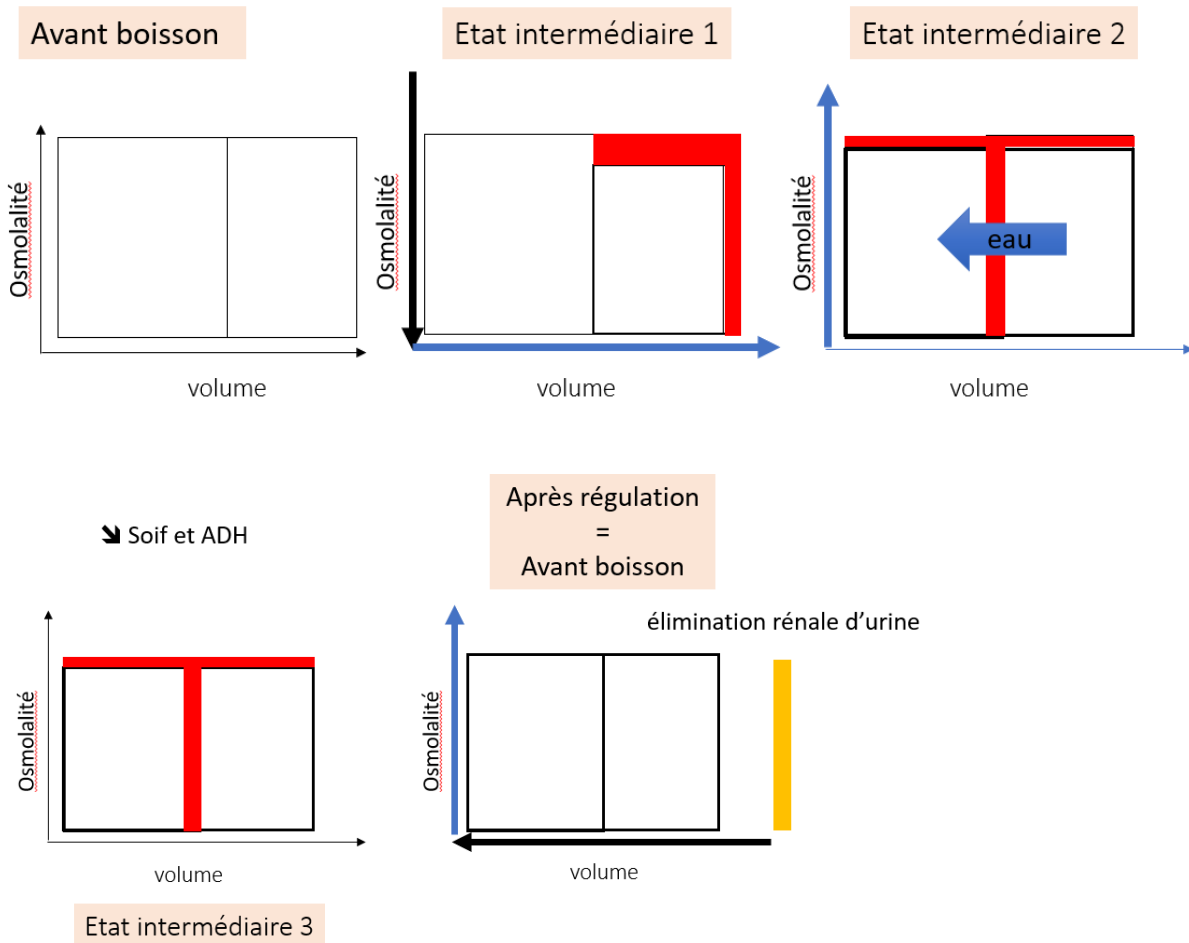 Avant boisson
Etat intermédiaire 1
Etat intermédiaire 2
Osmolalité
volume
Osmolalité
volume
Osmolalité
eau
volume
🡮 Soif et ADH
Après régulation
=
Avant boisson
élimination rénale d’urine
Osmolalité
volume
Osmolalité
volume
Etat intermédiaire 3